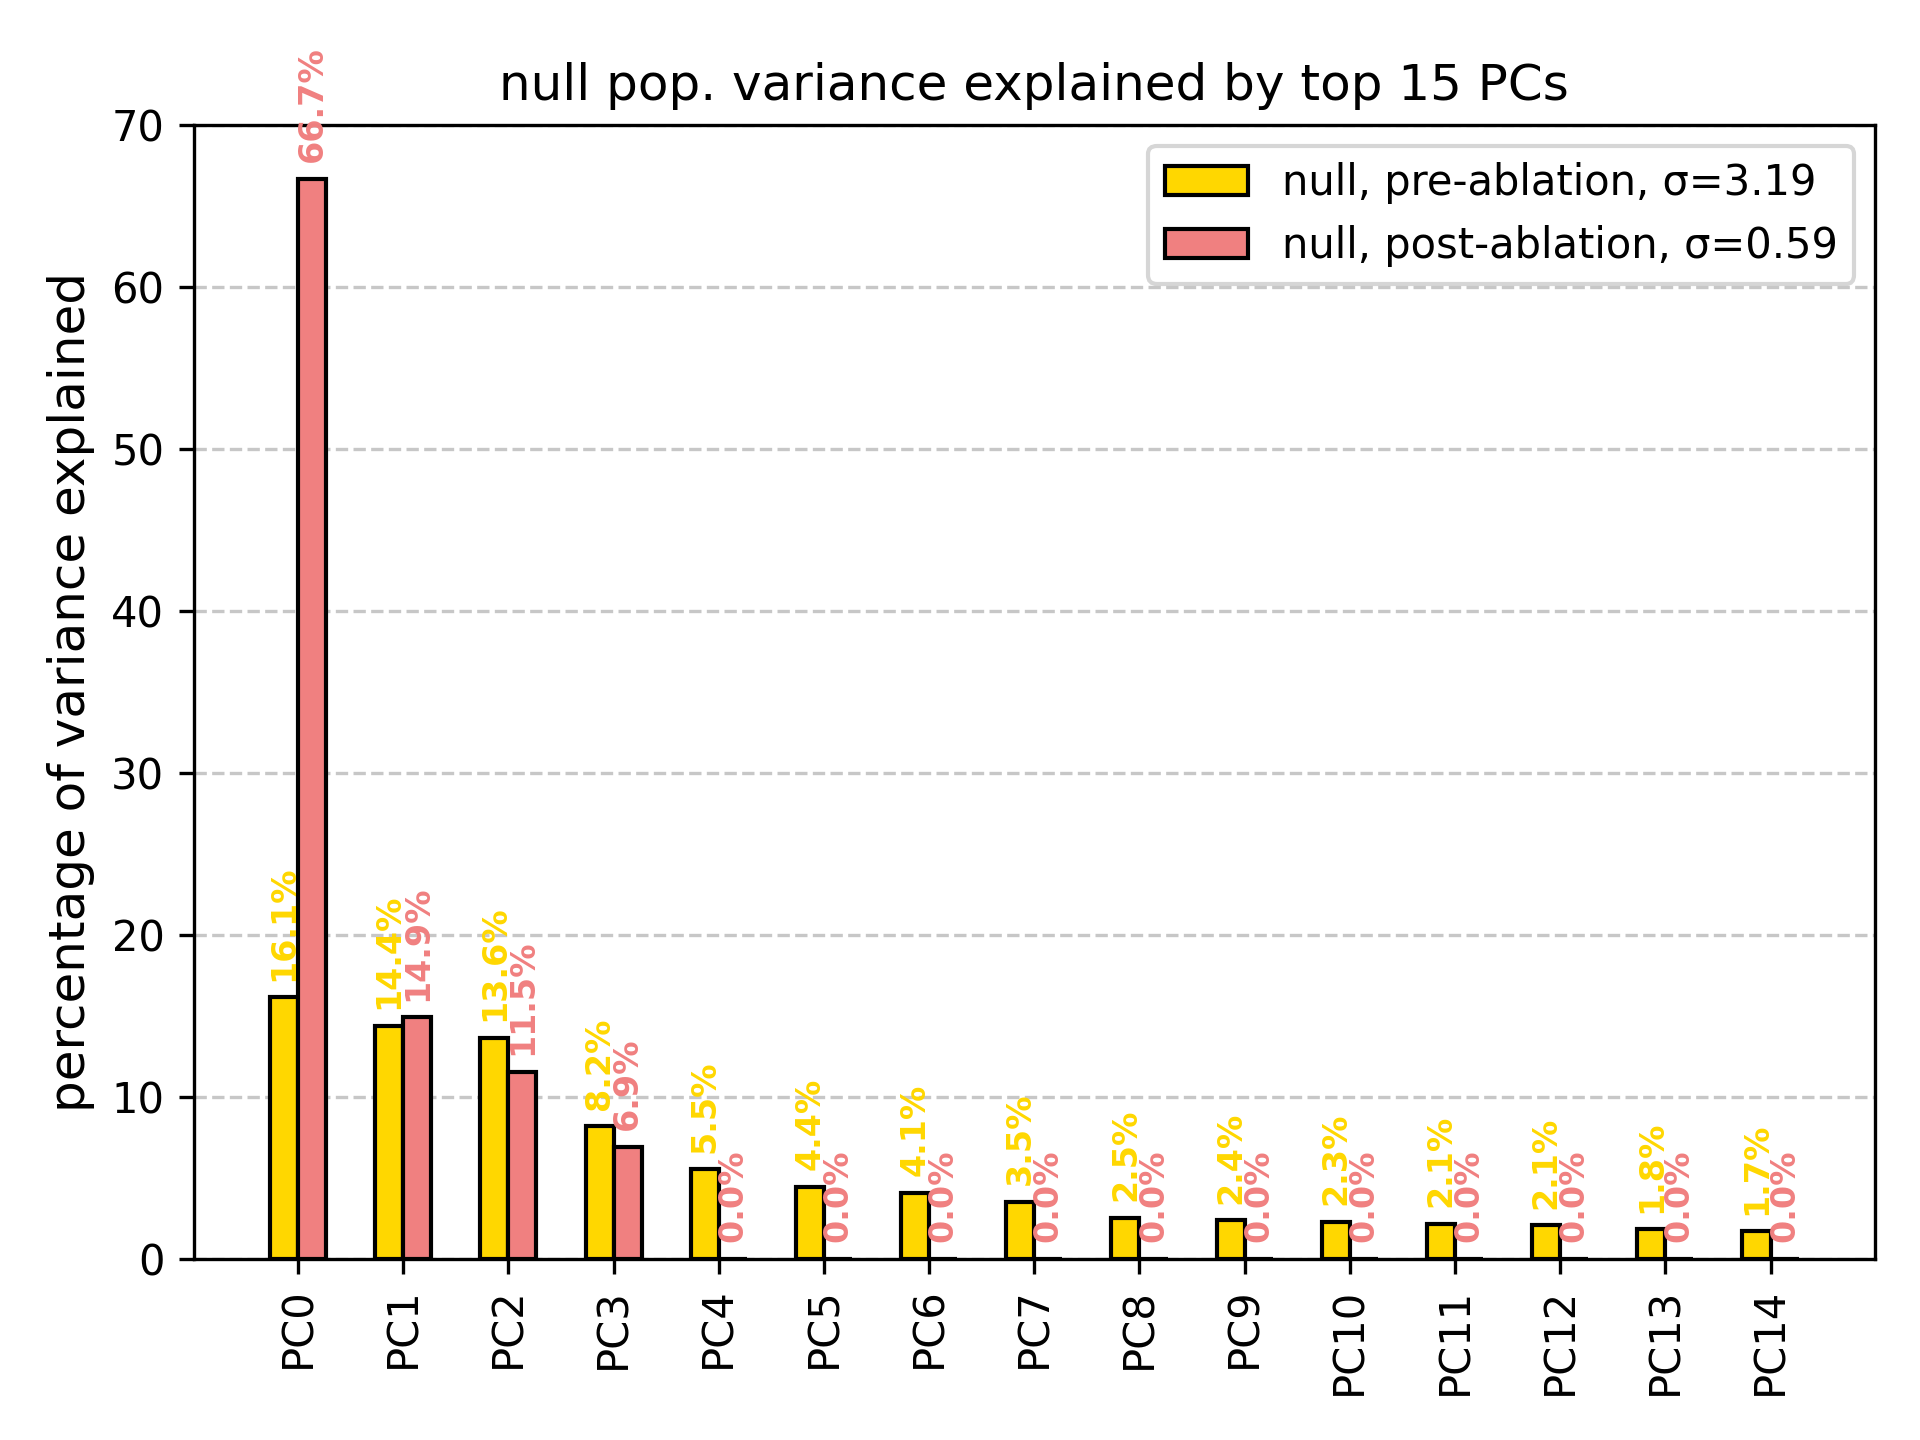 null pop. variance explained by top 15 PCs
percentage of variance explained
70
60
50
40
30
20
10
0
null, pre-ablation, σ=3.19
null, post-ablation, σ=0.59
16.1%
66.7%
14.4%
14.9%
13.6%
11.5%
8.2%
6.9%
5.5%
0.0%
4.4%
0.0%
4.1%
0.0%
3.5%
0.0%
2.5%
0.0%
2.4%
0.0%
2.3%
0.0%
2.1%
0.0%
2.1%
0.0%
1.8%
0.0%
1.7%
0.0%
PC0
PC1
PC2
PC3
PC4
PC5
PC6
PC7
PC8
PC9
PC10
PC11
PC12
PC13
PC14